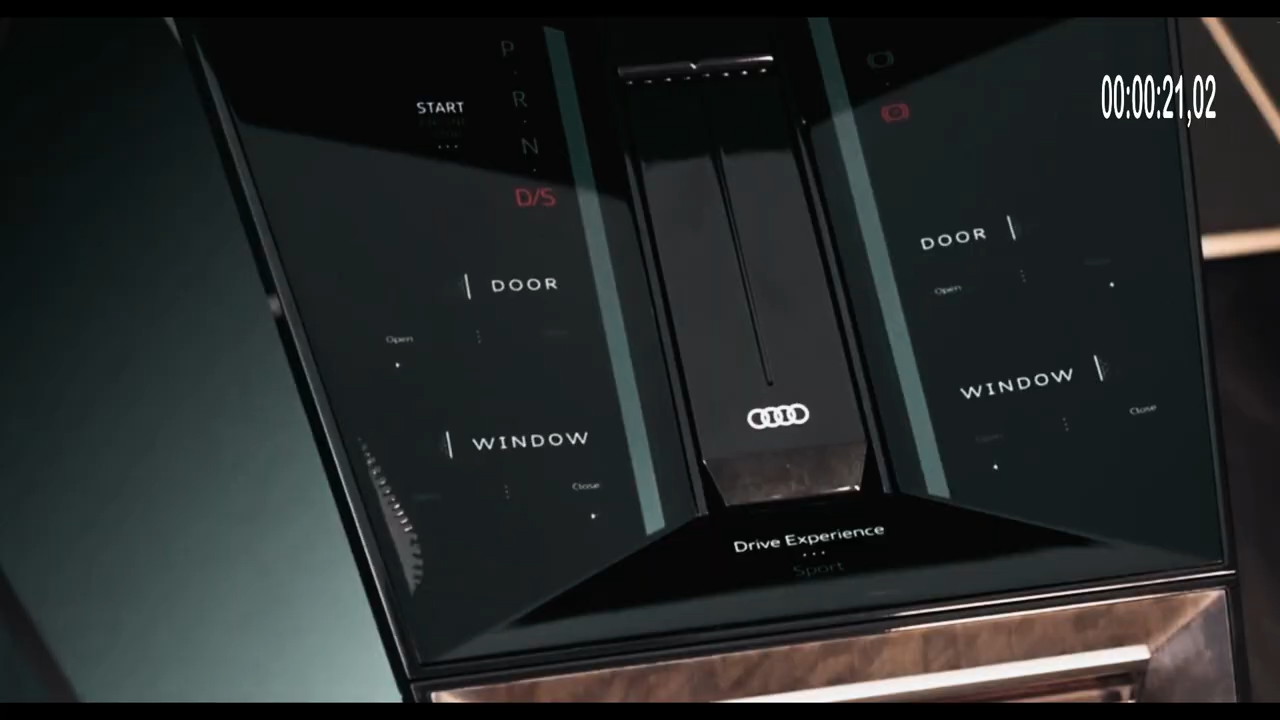 00:00:21,02
P
R
N
D/S
START
DOOR
Open
WINDOW
Close
DOOR
Open
WINDOW
Close
Drive Experience
Sport